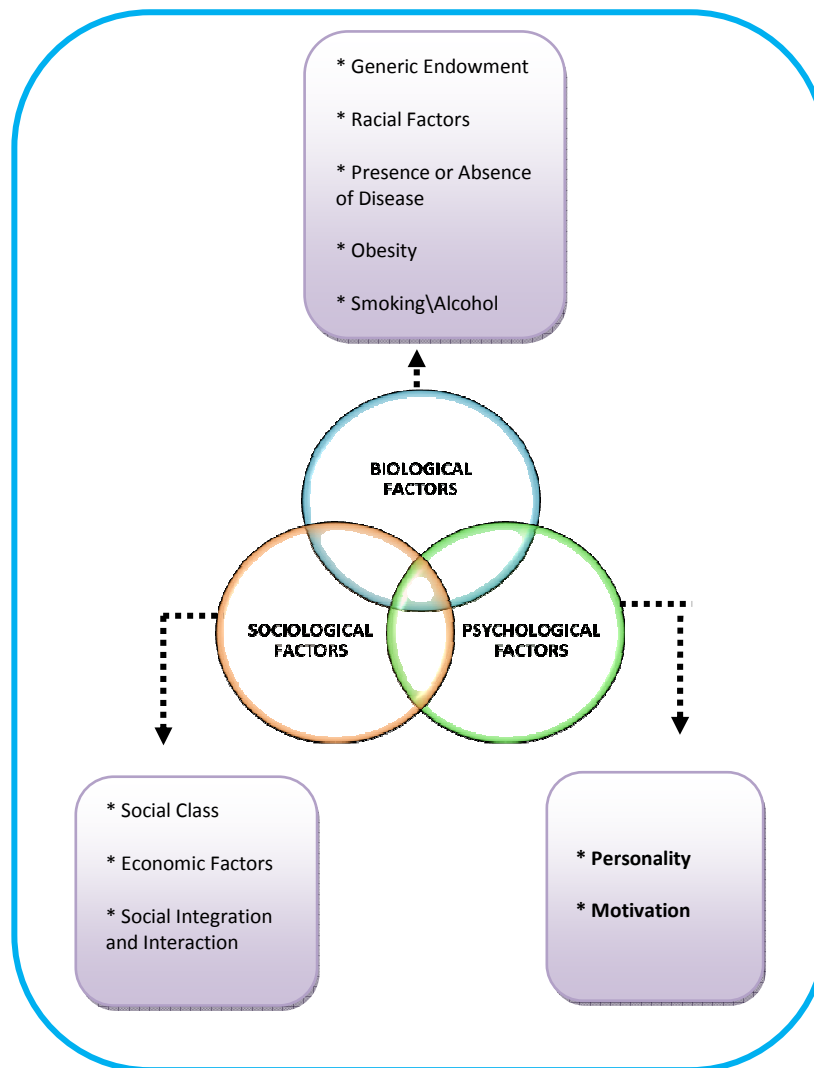 * Generic Endowment
* Racial Factors
* Presence or Absence
of Disease
* Obesity
* Smoking\Alcohol
BIOLOGICAL
FACTORS
SOCIOLOGICAL
FACTORS
PSYCHOLOGICAL
FACTORS
* Social Class
* Economic Factors
* Social Integration
and Interaction
* Personality
* Motivation